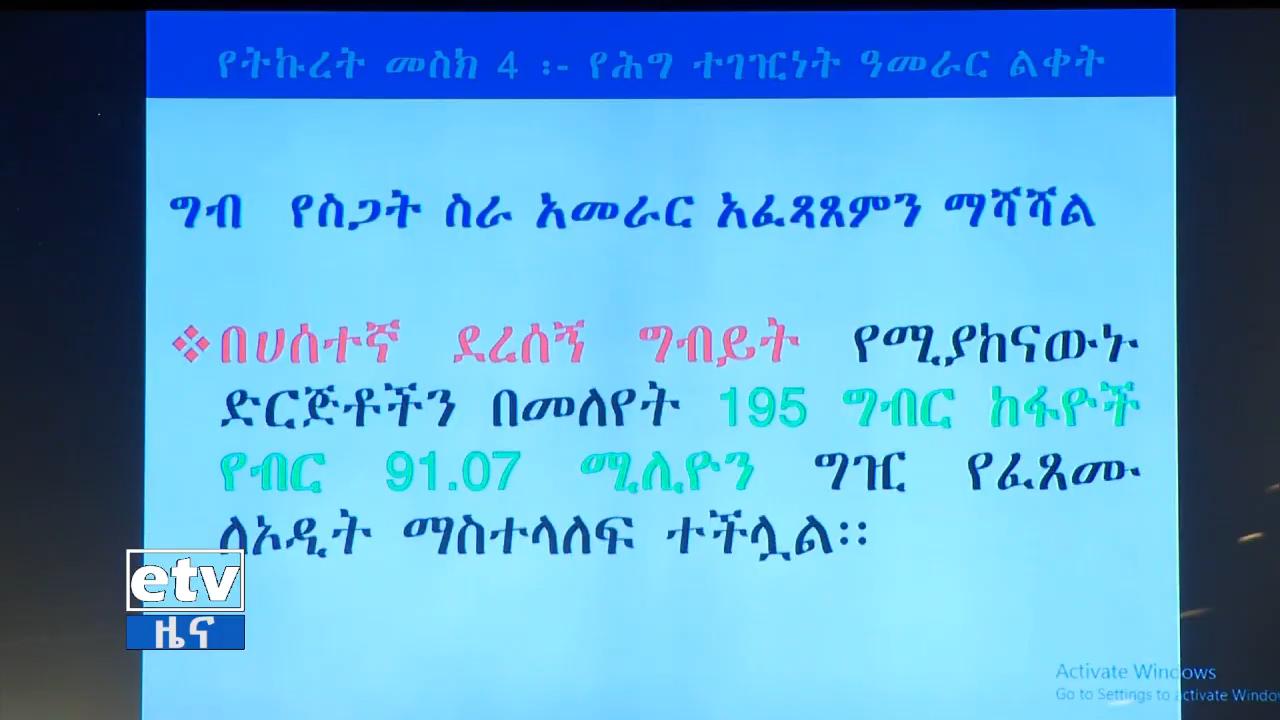 የትኩረት መስክ 4 ፡- የሕግ ተገዢነት ዓመራር ልቀት
ግብ የስጋት ስራ አመራር አፈጻጸምን ማሻሻል
❖በሀሰተኛ ደረሰኝ ግብይት የሚያከናውኑ
ድርጅቶችን በመለየት 195 ግብር ከፋዮች
የብር 91.07 ሚሊዮን ግዢ የፈጸሙ
ለኦዲት ማስተላለፍ ተችሏል፡፡
etv
ዜና
Activate Windows
Go to Settings to activate Window